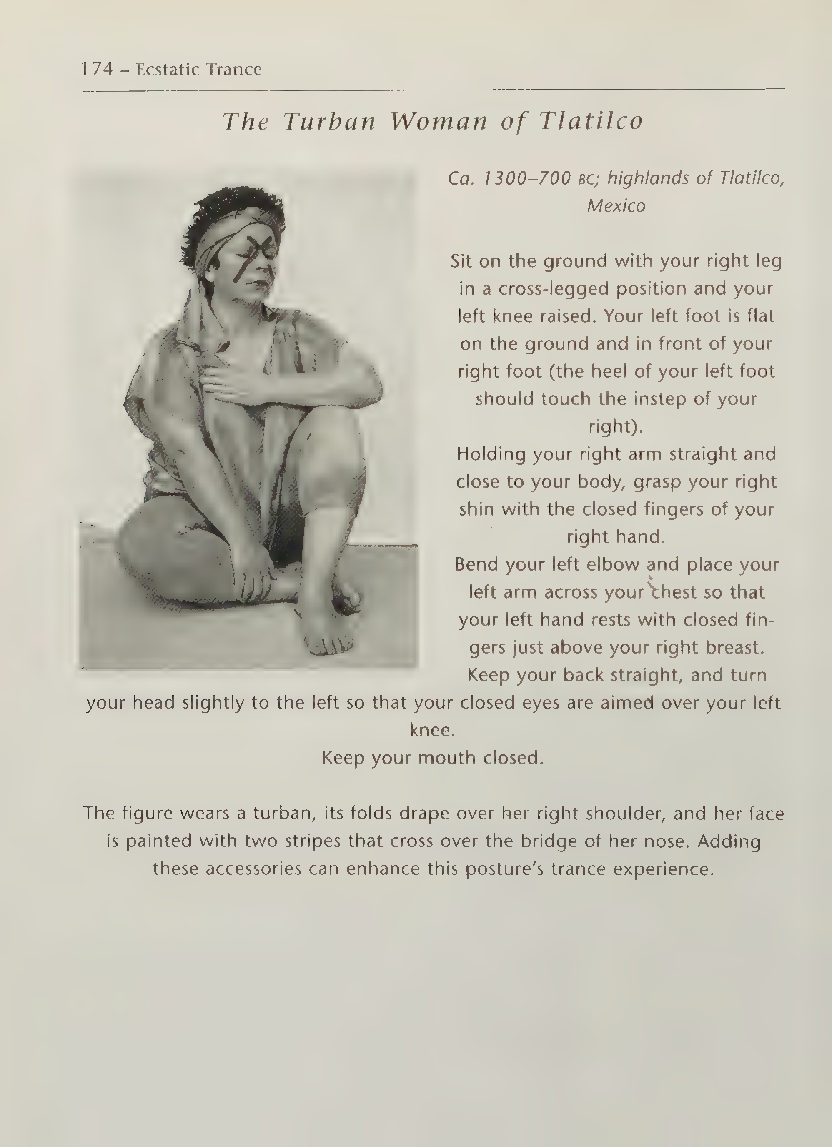 174 – Ecstatic Trance
The Turban Woman of Tlatilco
Ca. 1300–700 BC; highlands of Tlatilco,
Mexico
Sit on the ground with your right leg
in a cross-legged position and your
left knee raised. Your left foot is flat
on the ground and in front of your
right foot (the heel of your left foot
should touch the instep of your
right).
Holding your right arm straight and
close to your body, grasp your right
shin with the closed fingers of your
right hand.
Bend your left elbow and place your
left arm across your chest so that
your left hand rests with closed fin-
gers just above your right breast.
Keep your back straight, and turn
your head slightly to the left so that your closed eyes are aimed over your left
knee.
Keep your mouth closed.
The figure wears a turban, its folds drape over her right shoulder, and her face
is painted with two stripes that cross over the bridge of her nose. Adding
these accessories can enhance this posture's trance experience.